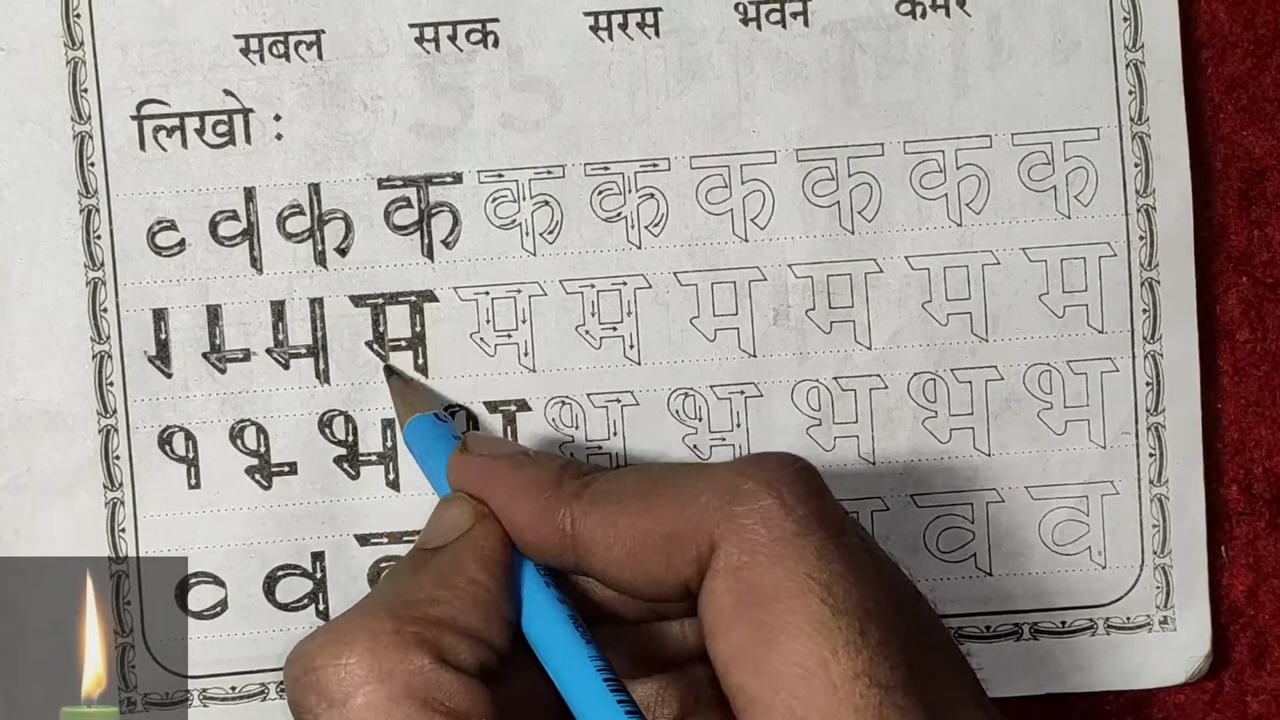 सबल सरक सरस भवन कमर
लिखो :
क क क क क क क क
म म म म म म म
भ भ भ भ भ भ
व व व